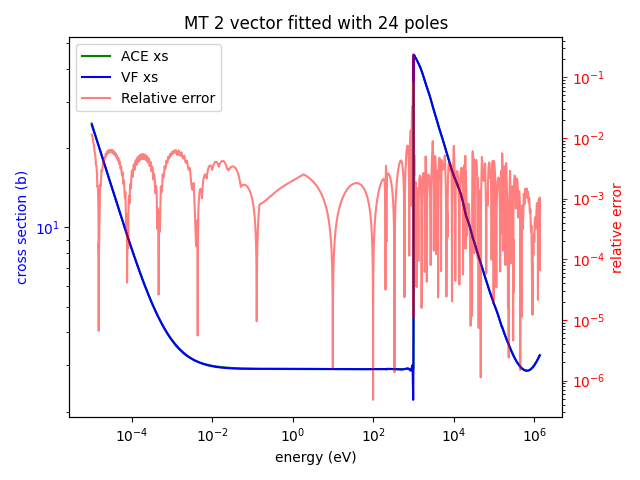 MT 2 vector fitted with 24 poles
ACE xs
VF xs
Relative error
cross section (b)
10^1
10^-1
10^-2
10^-3
10^-4
10^-5
10^-6
relative error
10^-4
10^-2
10^0
10^2
10^4
10^6
energy (eV)